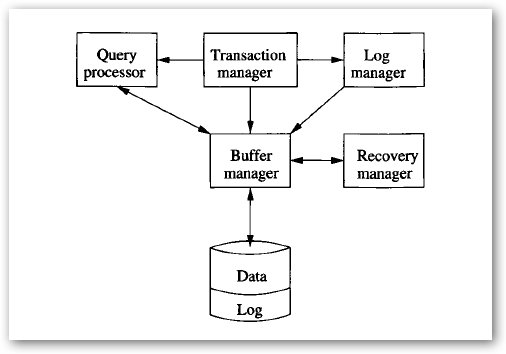 Query
processor
Transaction
manager
Log
manager
Buffer
manager
Recovery
manager
Data
Log